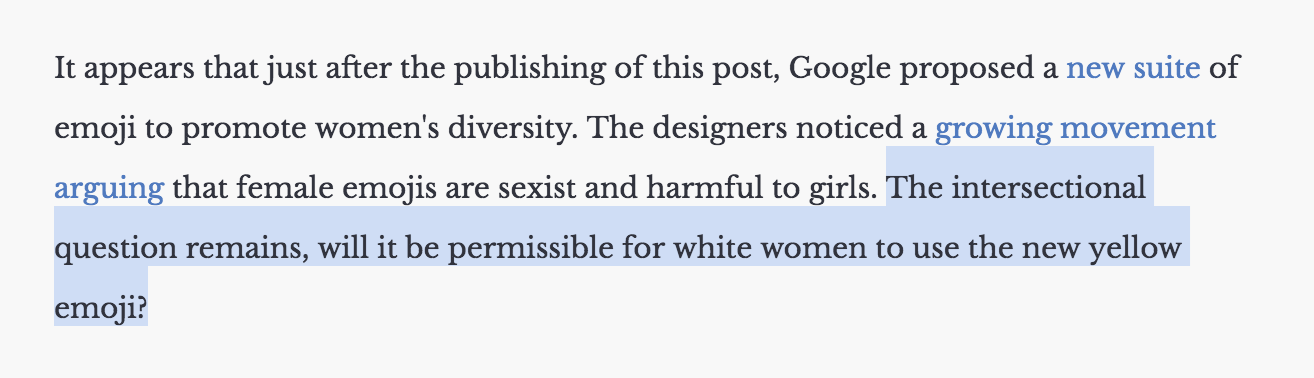 It appears that just after the publishing of this post, Google proposed a new suite of
emoji to promote women's diversity. The designers noticed a growing movement
arguing that female emojis are sexist and harmful to girls. The intersectional
question remains, will it be permissible for white women to use the new yellow
emoji?